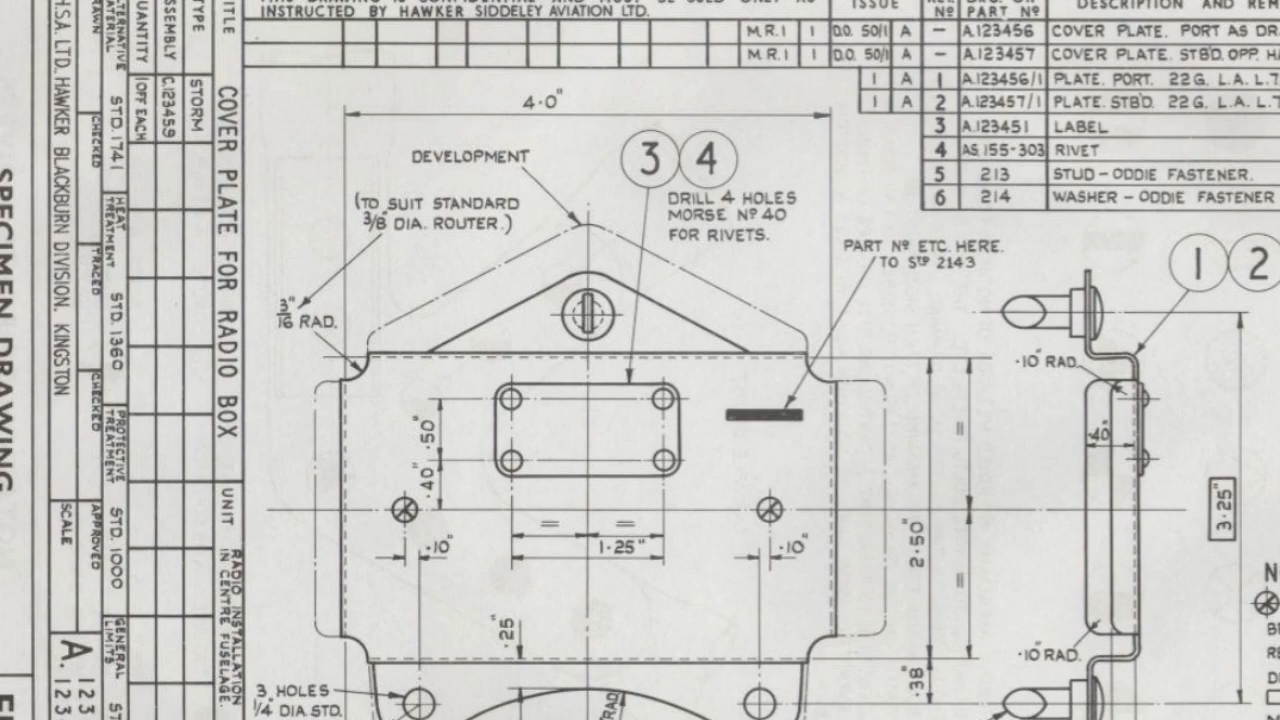 INSTRUCTED BY HAWKER SIDDELEY AVIATION LTD.
ISSUE
Nº
PART Nº
DESCRIPTION AND
M.R.1 1 D.O. 50/1 A – A.123456 COVER PLATE. PORT AS
M.R.1 1 D.O. 50/1 A – A.123457 COVER PLATE. STB'D. OPP.
1 A 1 A.123456/1 PLATE. PORT. 22G. L.A.
1 A 2 A.123457/1 PLATE. STB'D. 22G. L.A.
3 A.123451 LABEL
4 AS.155-303 RIVET
5 213 STUD – ODDIE FASTENER.
6 214 WASHER – ODDIE FASTENER
4·0"
DEVELOPMENT
3 4
(TO SUIT STANDARD
3/8" DIA. ROUTER.)
DRILL 4 HOLES
MORSE Nº 40
FOR RIVETS.
PART Nº ETC. HERE.
TO STP 2143
1 2
3/16" RAD.
·10" RAD.
·50"
·40"
·40"
= =
1·25"
·10"
·10"
=
=
2·50"
3·25"
·25"
·38"
·10" RAD.
3 HOLES
1/4" DIA. STD.
RAD
TITLE
COVER PLATE FOR RADIO BOX
UNIT
RADIO INSTALLATION
IN CENTRE FUSELAGE.
TYPE
STORM
C.123459
QUANTITY
1 OFF EACH
STD. 1741
HEAT
TREATMENT
STD. 1360
PROTECTIVE
TREATMENT
STD. 1000
GENERAL
LIMITS
CHECKED
TRACED
CHECKED
APPROVED
H.S.A. LTD. HAWKER BLACKBURN DIVISION. KINGSTON
SCALE
A. 123
SPECIMEN DRAWING